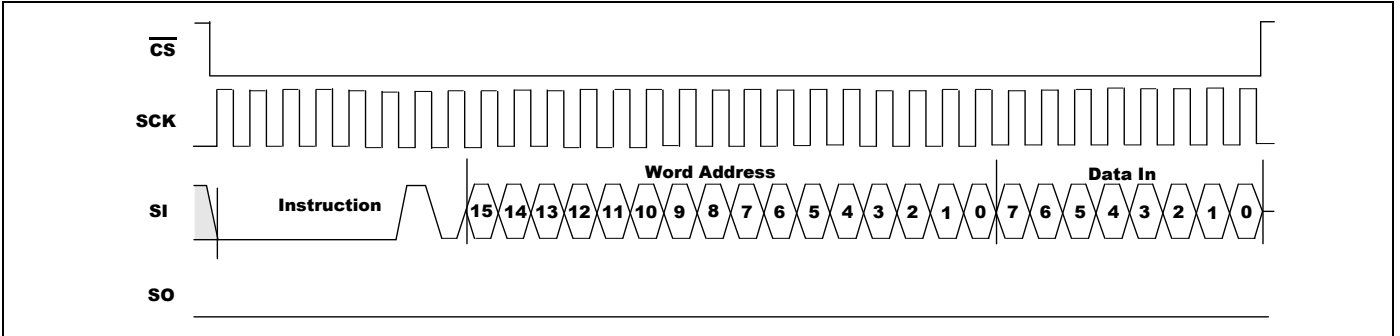 CS
SCK
Word Address
Data In
SI
Instruction
15 14 13 12 11 10 9 8 7 6 5 4 3 2 1 0 7 6 5 4 3 2 1 0
SO